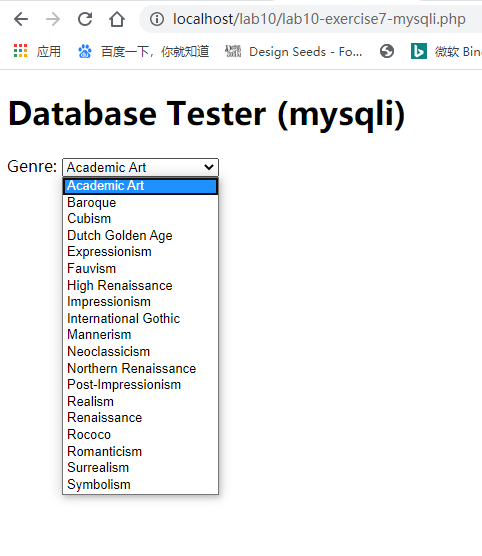 localhost/lab10/lab10-exercise7-mysqli.php
应用 百度一下，你就知道 Design Seeds - Fo... 微软 Bin
Database Tester (mysqli)
Genre: Academic Art
Academic Art
Baroque
Cubism
Dutch Golden Age
Expressionism
Fauvism
High Renaissance
Impressionism
International Gothic
Mannerism
Neoclassicism
Northern Renaissance
Post-Impressionism
Realism
Renaissance
Rococo
Romanticism
Surrealism
Symbolism